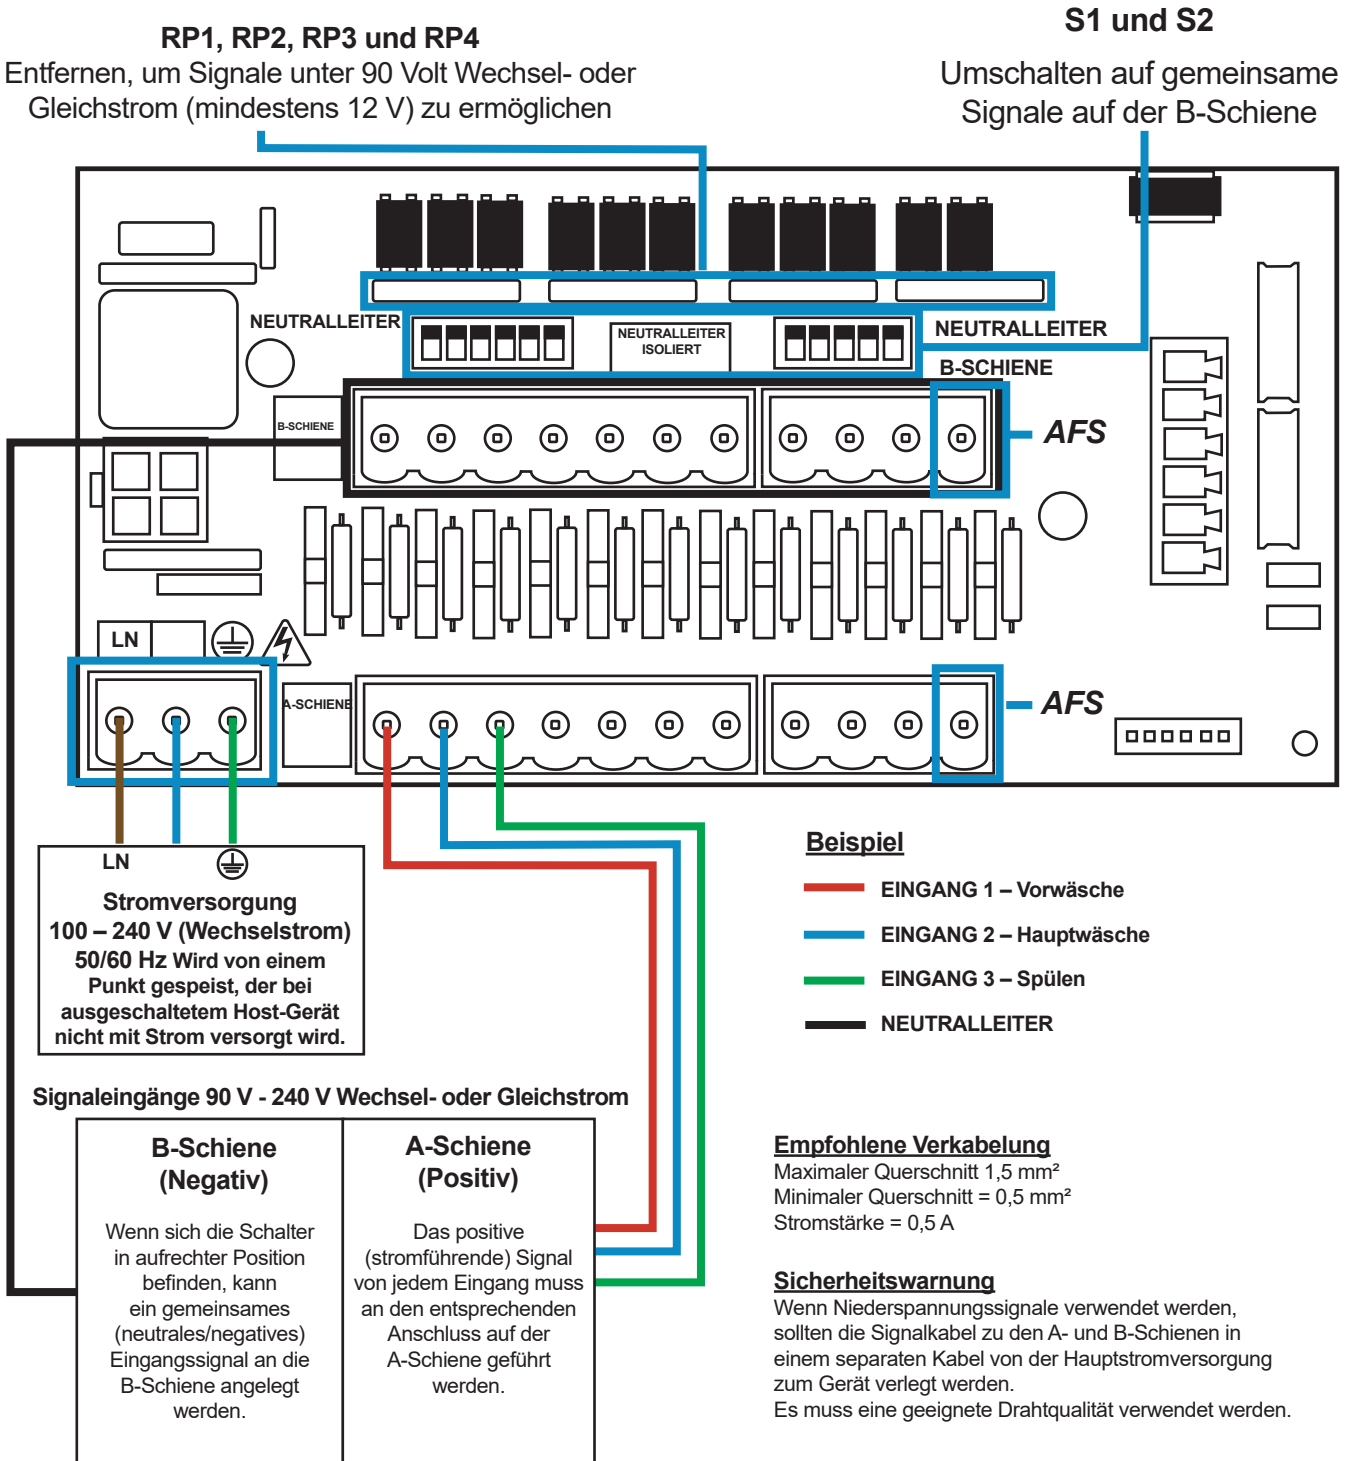 RP1, RP2, RP3 und RP4
Entfernen, um Signale unter 90 Volt Wechsel- oder
Gleichstrom (mindestens 12 V) zu ermöglichen
S1 und S2
Umschalten auf gemeinsame
Signale auf der B-Schiene
NEUTRALLEITER
NEUTRALLEITER
ISOLIERT
NEUTRALLEITER
B-SCHIENE
B-SCHIENE
AFS
LN
A-SCHIENE
AFS
LN
Stromversorgung
100 – 240 V (Wechselstrom)
50/60 Hz Wird von einem
Punkt gespeist, der bei
ausgeschaltetem Host-Gerät
nicht mit Strom versorgt wird.
Beispiel
EINGANG 1 – Vorwäsche
EINGANG 2 – Hauptwäsche
EINGANG 3 – Spülen
NEUTRALLEITER
Signaleingänge 90 V - 240 V Wechsel- oder Gleichstrom
B-Schiene
(Negativ)
Wenn sich die Schalter
in aufrechter Position
befinden, kann
ein gemeinsames
(neutrales/negatives)
Eingangssignal an die
B-Schiene angelegt
werden.
A-Schiene
(Positiv)
Das positive
(stromführende) Signal
von jedem Eingang muss
an den entsprechenden
Anschluss auf der
A-Schiene geführt
werden.
Empfohlene Verkabelung
Maximaler Querschnitt 1,5 mm²
Minimaler Querschnitt = 0,5 mm²
Stromstärke = 0,5 A
Sicherheitswarnung
Wenn Niederspannungssignale verwendet werden,
sollten die Signalkabel zu den A- und B-Schienen in
einem separaten Kabel von der Hauptstromversorgung
zum Gerät verlegt werden.
Es muss eine geeignete Drahtqualität verwendet werden.